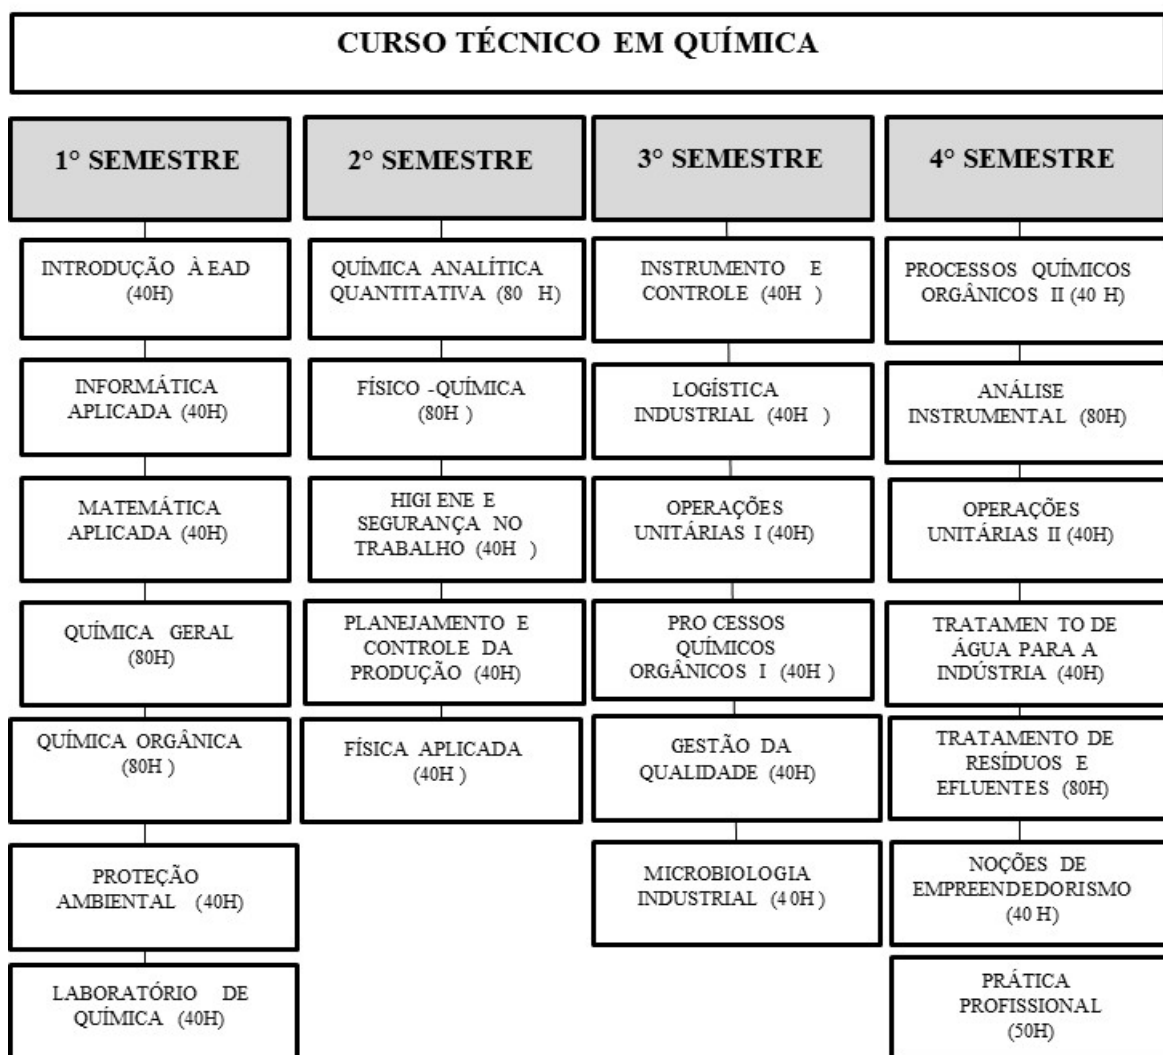 CURSO TÉCNICO EM QUÍMICA
1° SEMESTRE
INTRODUÇÃO À EAD
(40H)
INFORMÁTICA
APLICADA (40H)
MATEMÁTICA
APLICADA (40H)
QUÍMICA GERAL
(80H)
QUÍMICA ORGÂNICA
(80H )
PROTEÇÃO
AMBIENTAL (40H)
LABORATÓRIO DE
QUÍMICA (40H)
2° SEMESTRE
QUÍMICA ANALÍTICA
QUANTITATIVA (80 H)
FÍSICO -QUÍMICA
(80H )
HIGI ENE E
SEGURANÇA NO
TRABALHO (40H )
PLANEJAMENTO E
CONTROLE DA
PRODUÇÃO (40H)
FÍSICA APLICADA
(40H )
3° SEMESTRE
INSTRUMENTO E
CONTROLE (40H )
LOGÍSTICA
INDUSTRIAL (40H )
OPERAÇÕES
UNITÁRIAS I (40H)
PRO CESSOS
QUÍMICOS
ORGÂNICOS I (40H )
GESTÃO DA
QUALIDADE (40H)
MICROBIOLOGIA
INDUSTRIAL (4 0H )
4° SEMESTRE
PROCESSOS QUÍMICOS
ORGÂNICOS II (40 H)
ANÁLISE
INSTRUMENTAL (80H)
OPERAÇÕES
UNITÁRIAS II (40H)
TRATAMEN TO DE
ÁGUA PARA A
INDÚSTRIA (40H)
TRATAMENTO DE
RESÍDUOS E
EFLUENTES (80H)
NOÇÕES DE
EMPREENDEDORISMO
(40 H)
PRÁTICA
PROFISSIONAL
(50H)